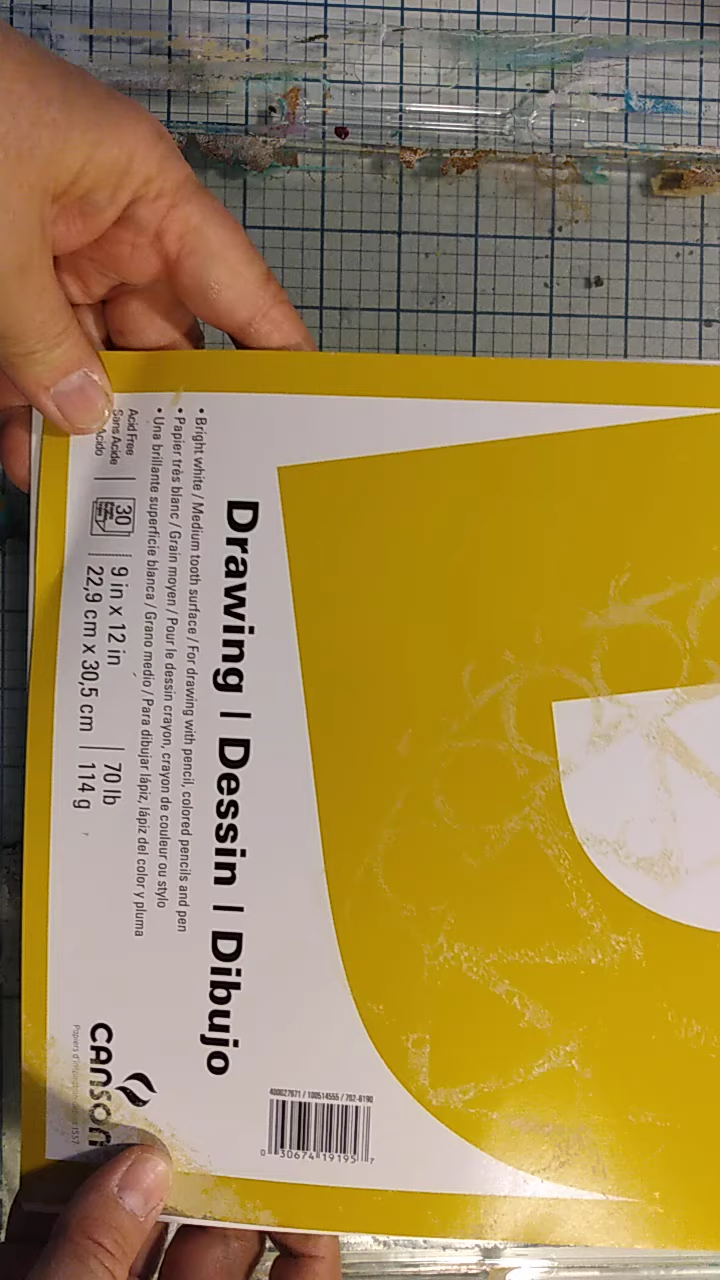 Drawing | Dessin | Dibujo
• Bright white / Medium tooth surface / For drawing with pencil, colored pencils and pen
• Papier très blanc / Grain moyen / Pour le dessin crayon, crayon de couleur ou stylo
• Una brillante superficie blanca / Grano medio / Para dibujar lápiz, lápiz del color y pluma
Acid Free
Sans Acide
Acido
30
9 in x 12 in
22,9 cm x 30,5 cm
70 lb
114 g
canson
400027871 / 100514555 / 702-6190
0 30674 19195 7